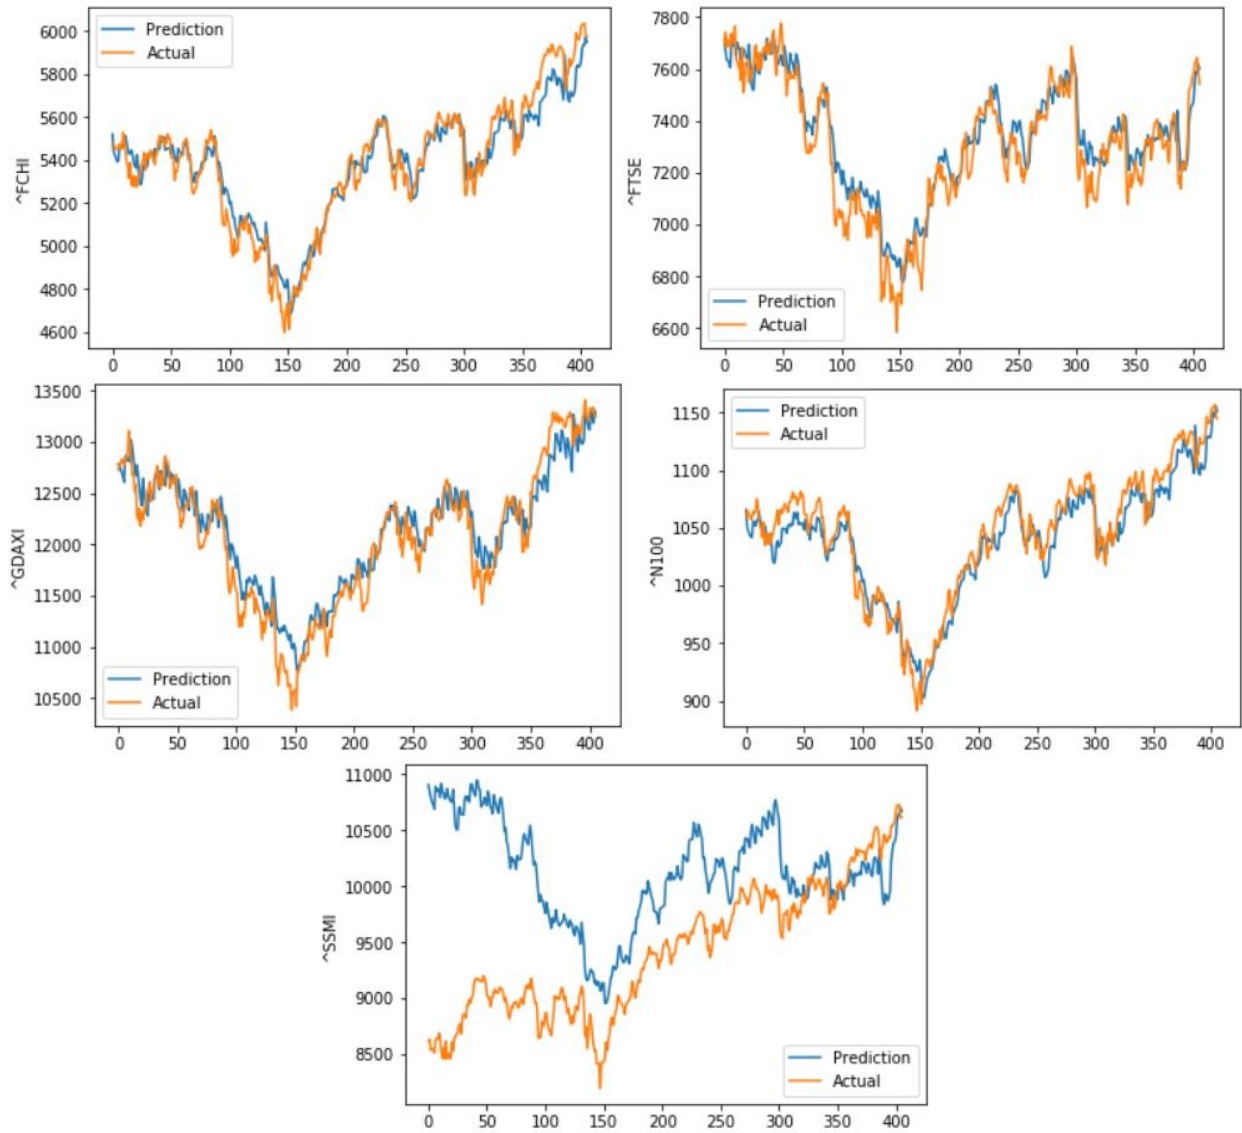 6000
5800
5600
5400
5200
5000
4800
4600
^FCHI
Prediction
Actual
0 50 100 150 200 250 300 350 400
7800
7600
7400
7200
7000
6800
6600
^FTSE
Prediction
Actual
0 50 100 150 200 250 300 350 400
13500
13000
12500
12000
11500
11000
10500
^GDAXI
Prediction
Actual
0 50 100 150 200 250 300 350 400
1150
1100
1050
1000
950
900
^N100
Prediction
Actual
0 50 100 150 200 250 300 350 400
11000
10500
10000
9500
9000
8500
^SSMI
Prediction
Actual
0 50 100 150 200 250 300 350 400